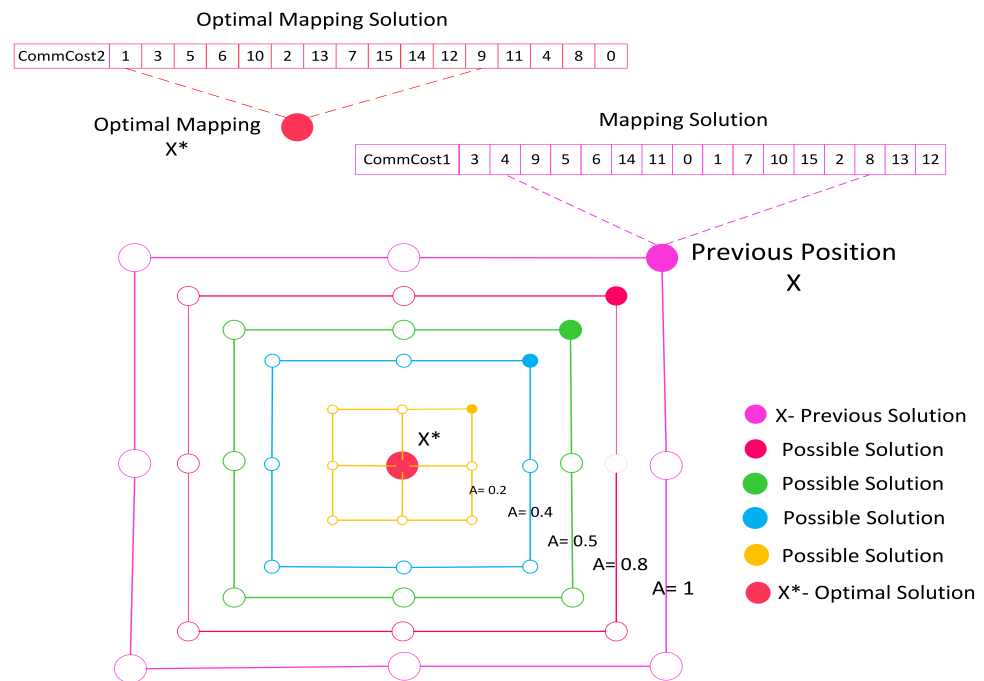 Optimal Mapping Solution
CommCost2 1 3 5 6 10 2 13 7 15 14 12 9 11 4 8 0
Optimal Mapping
X*
Mapping Solution
CommCost1 3 4 9 5 6 14 11 0 1 7 10 15 2 8 13 12
Previous Position
X
X*
A= 0.2
A= 0.4
A= 0.5
A= 0.8
A= 1
X- Previous Solution
Possible Solution
Possible Solution
Possible Solution
Possible Solution
X*- Optimal Solution